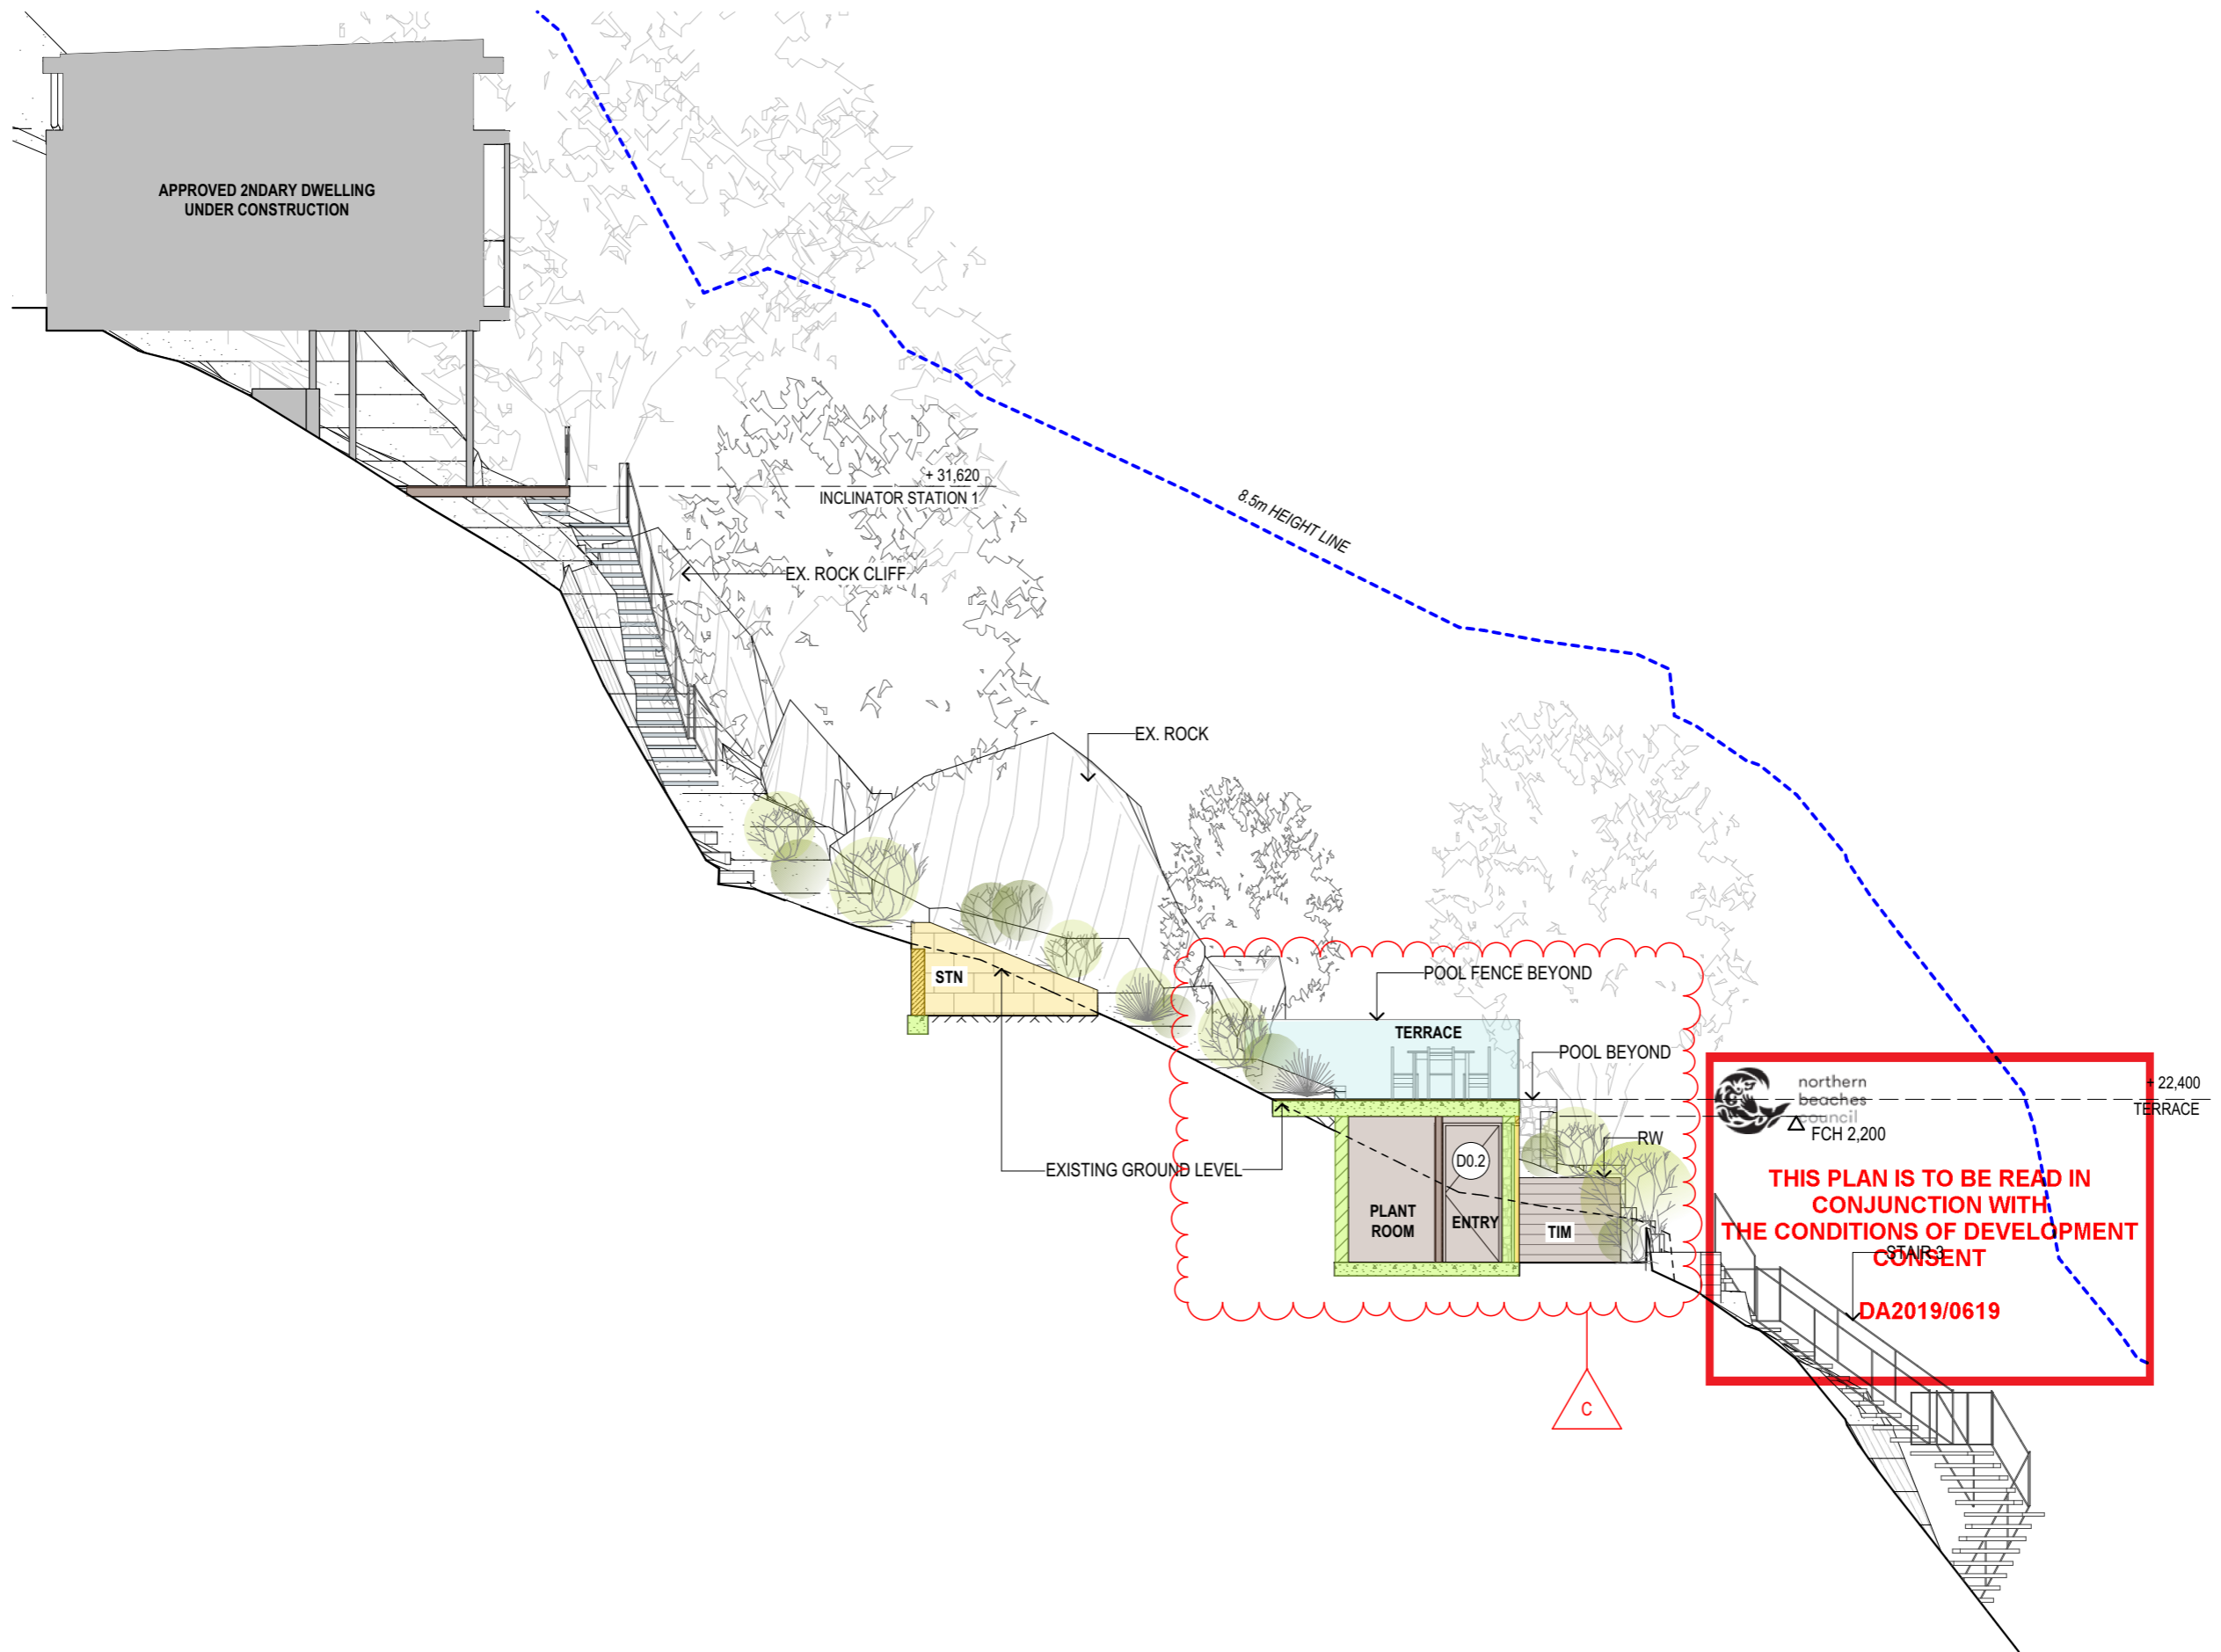 APPROVED 2NDARY DWELLING
UNDER CONSTRUCTION
8.5m HEIGHT LINE
+ 31,620
INCLINATOR STATION 1
EX. ROCK CLIFF
EX. ROCK
STN
POOL FENCE BEYOND
TERRACE
POOL BEYOND
EXISTING GROUND LEVEL
RW
D0.2
PLANT
ROOM
ENTRY
TIM
C
northern
beaches
council
+ 22,400
TERRACE
FCH 2,200
THIS PLAN IS TO BE READ IN
CONJUNCTION WITH
THE CONDITIONS OF DEVELOPMENT
CONSENT
STAIR 3
DA2019/0619